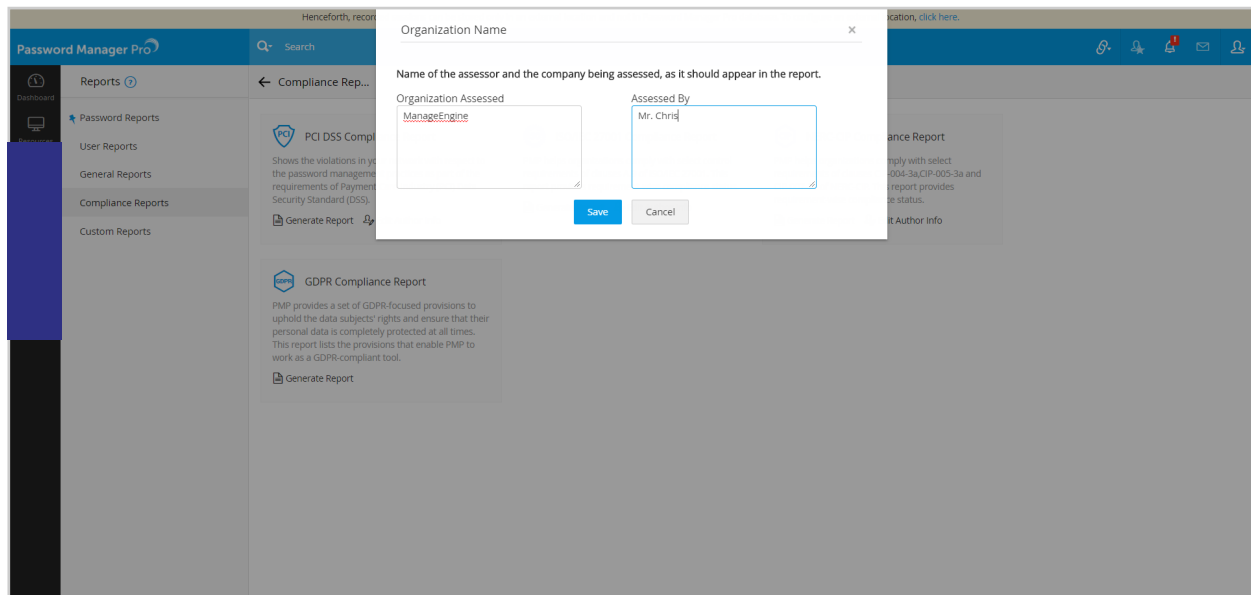 Henceforth, recor
ocation, click here.
Password Manager Pro
Search
Organization Name
Name of the assessor and the company being assessed, as it should appear in the report.
Organization Assessed
Assessed By
ManageEngine
Mr. Chris
Save
Cancel
Dashboard
Resources
Reports
Password Reports
User Reports
General Reports
Compliance Reports
Custom Reports
Compliance Rep...
PCI
PCI DSS Compl
Shows the violations in yo
the password manageme
requirements of Payment
Security Standard (DSS).
Generate Report
ance Report
mply with select
-004-3a,CIP-005-3a and
report provides
ce status.
it Author Info
GDPR
GDPR Compliance Report
PMP provides a set of GDPR-focused provisions to
uphold the data subjects' rights and ensure that their
personal data is completely protected at all times.
This report lists the provisions that enable PMP to
work as a GDPR-compliant tool.
Generate Report